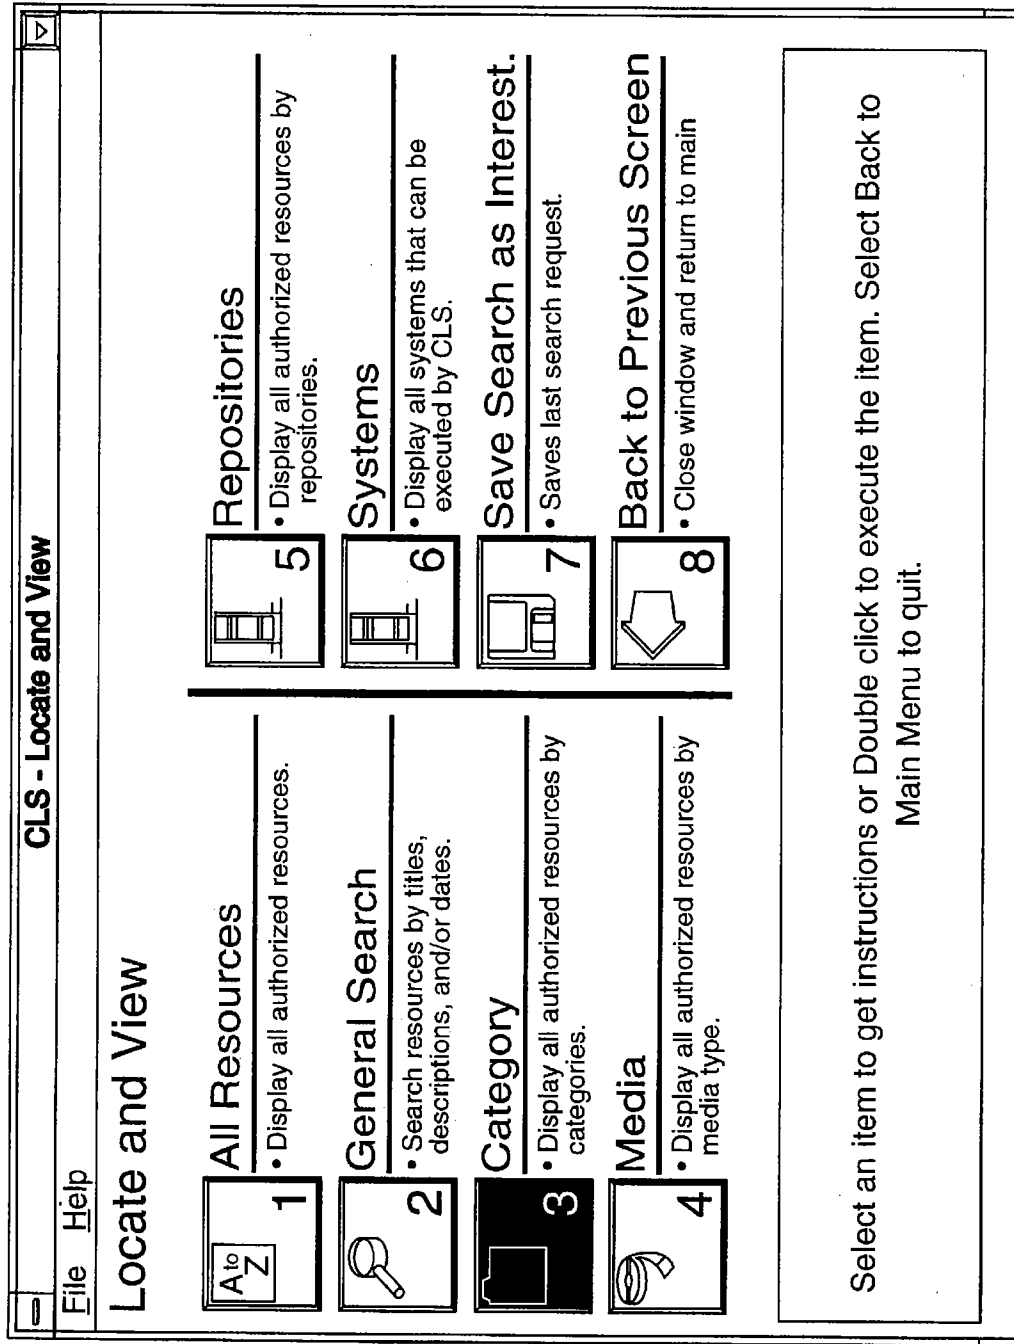 CLS - Locate and View
File Help
Locate and View
A to
Z
1
All Resources
• Display all authorized resources.
2
General Search
• Search resources by titles,
descriptions, and/or dates.
3
Category
• Display all authorized resources by
categories.
4
Media
• Display all authorized resources by
media type.
5
Repositories
• Display all authorized resources by
repositories.
6
Systems
• Display all systems that can be
executed by CLS.
7
Save Search as Interest.
• Saves last search request.
8
Back to Previous Screen
• Close window and return to main
Select an item to get instructions or Double click to execute the item. Select Back to
Main Menu to quit.